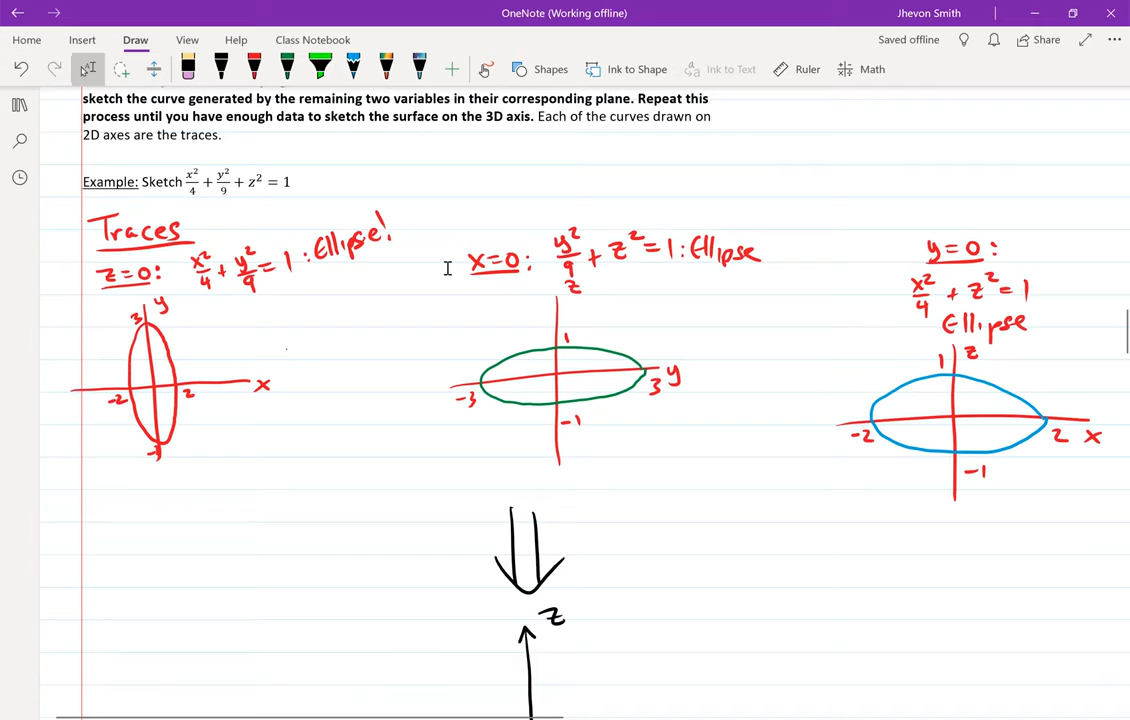 OneNote (Working offline)
Jhevon Smith
Home Insert Draw View Help Class Notebook
Saved offline
Share
Shapes
Ink to Shape
Ink to Text
Ruler
Math
sketch the curve generated by the remaining two variables in their corresponding plane. Repeat this
process until you have enough data to sketch the surface on the 3D axis. Each of the curves drawn on
2D axes are the traces.
Example: Sketch x²/4 + y²/9 + z² = 1
Traces
z=0: x²/4 + y²/9 = 1 : Ellipse!
x=0: y²/9 + z² = 1 : Ellipse
y=0:
x²/4 + z² = 1
Ellipse
y
3
-2
2
x
-3
z
1
-3
3
y
-1
z
1
-2
2
x
-1
z